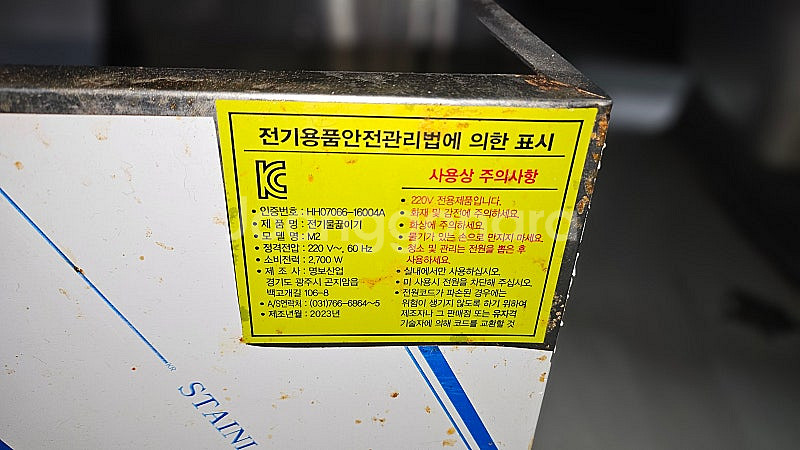 전기용품안전관리법에 의한 표시
KC
• 인증번호 : HH07066-16004A
• 제 품 명 : 전기물끓이기
• 모 델 명 : M2
• 정격전압 : 220 V~, 60 Hz
• 소비전력 : 2,700 W
• 제 조 사 : 명보산업
경기도 광주시 곤지암읍
백고개길 106-8
• A/S연락처 : (031)766-6864~5
• 제조년월 : 2023년
사용상 주의사항
• 220V 전용제품입니다.
• 화재 및 감전에 주의하세요.
• 화상에 주의하세요.
• 물기가 있는 손으로 만지지 마세요.
• 청소 및 관리는 전원을 뽑은 후
사용하세요.
• 실내에서만 사용하십시오.
• 미 사용시 전원을 차단해 주십시오.
• 전원코드가 파손된 경우에는
위험이 생기지 않도록 하기 위하여
제조자나 그 판매점 또는 유자격
기술자에 의해 코드를 교환할 것
STAINL